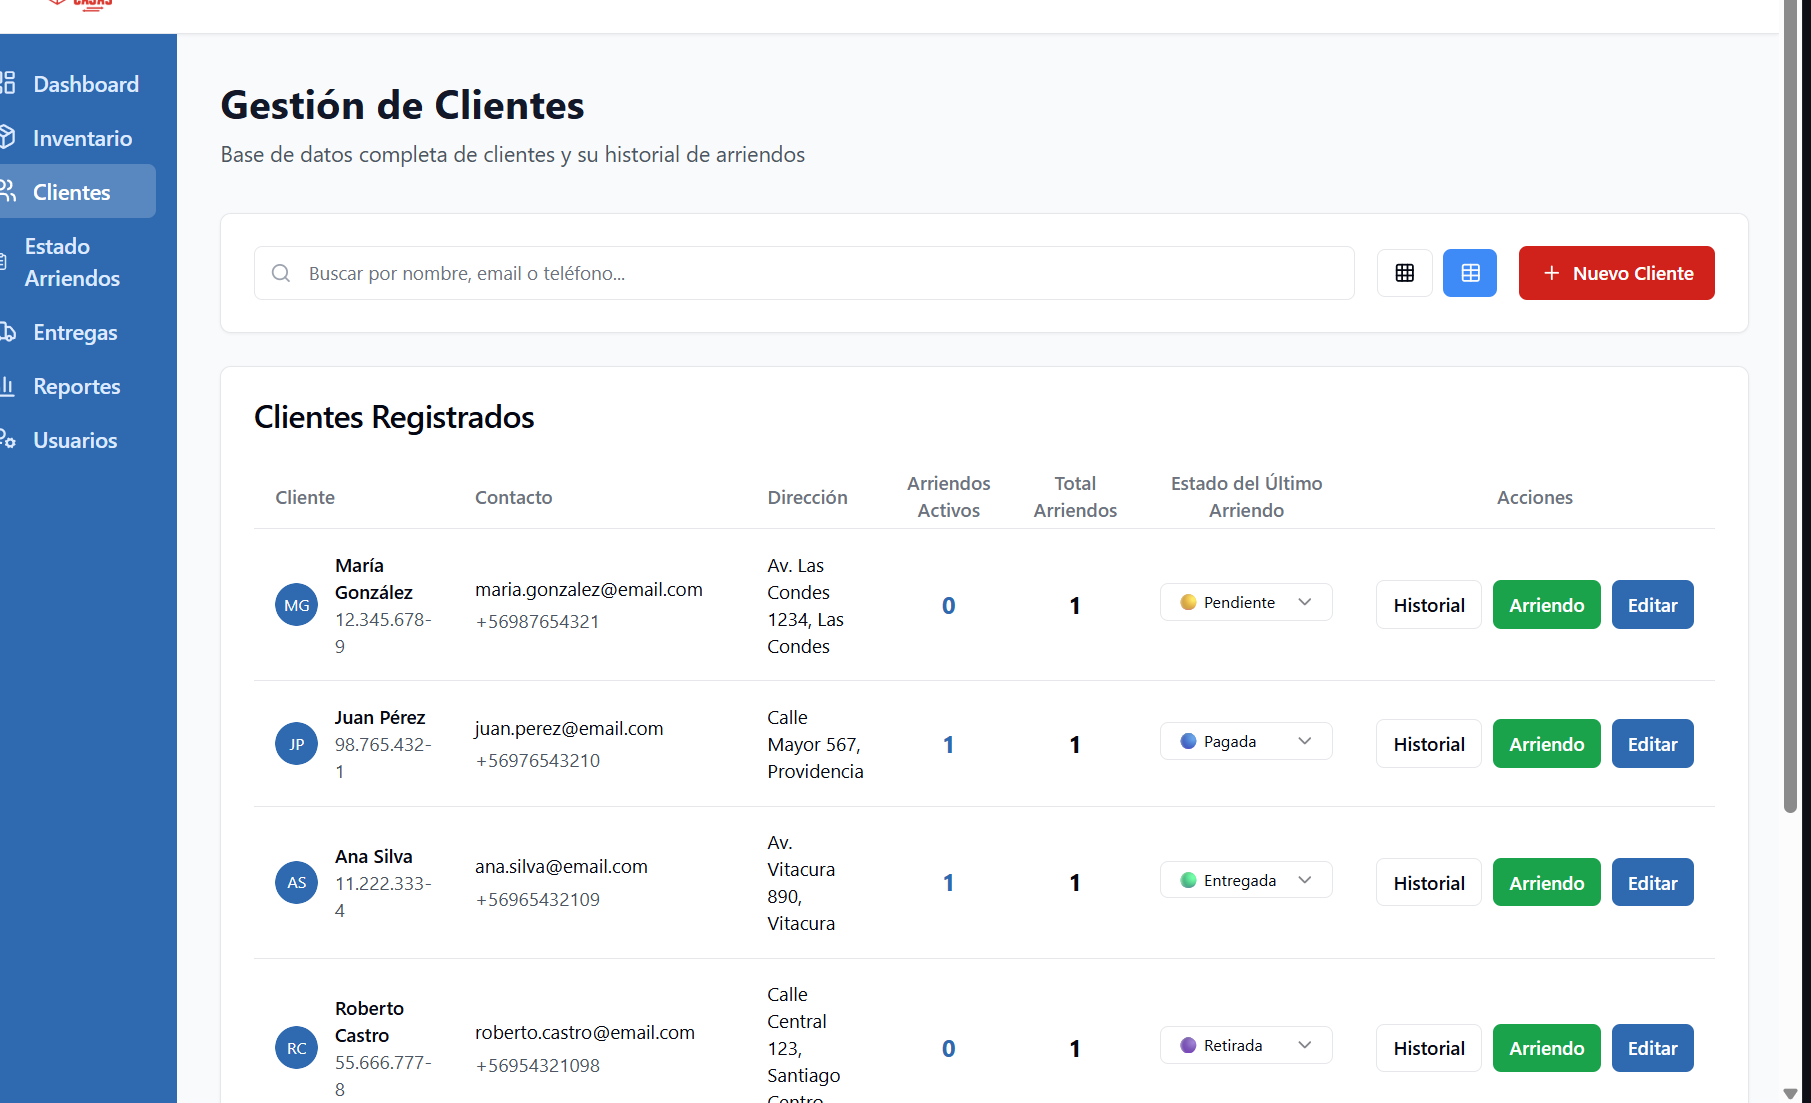 CASAS
Dashboard
Inventario
Clientes
Estado
Arriendos
Entregas
Reportes
Usuarios
Gestión de Clientes
Base de datos completa de clientes y su historial de arriendos
Buscar por nombre, email o teléfono...
Nuevo Cliente
Clientes Registrados
Cliente
Contacto
Dirección
Arriendos
Activos
Total
Arriendos
Estado del Último
Arriendo
Acciones
MG
María
González
12.345.678-
9
maria.gonzalez@email.com
+56987654321
Av. Las
Condes
1234, Las
Condes
0
1
Pendiente
Historial
Arriendo
Editar
JP
Juan Pérez
98.765.432-
1
juan.perez@email.com
+56976543210
Calle
Mayor 567,
Providencia
1
1
Pagada
Historial
Arriendo
Editar
AS
Ana Silva
11.222.333-
4
ana.silva@email.com
+56965432109
Av.
Vitacura
890,
Vitacura
1
1
Entregada
Historial
Arriendo
Editar
RC
Roberto
Castro
55.666.777-
8
roberto.castro@email.com
+56954321098
Calle
Central
123,
Santiago
Centro
0
1
Retirada
Historial
Arriendo
Editar